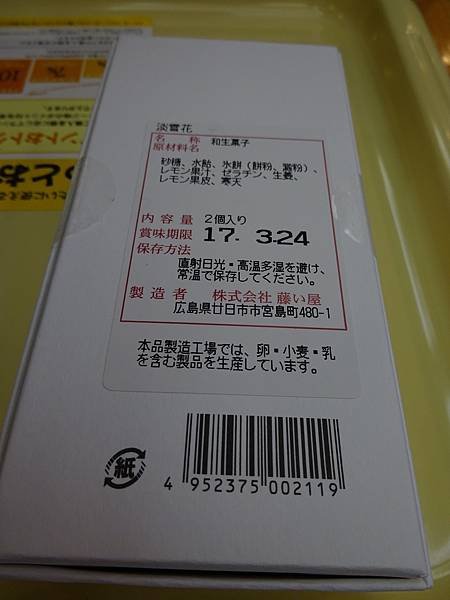 淡雪花
名　　称　和生菓子
原材料名
砂糖、水飴、氷餅（餅粉、澱粉）、
レモン果汁、ゼラチン、生姜、
レモン果皮、寒天
内 容 量　2個入り
賞味期限　17. 3.24
保存方法
直射日光・高温多湿を避け、
常温で保存してください。
製 造 者　株式会社 藤い屋
広島県廿日市市宮島町480-1
本品製造工場では、卵・小麦・乳
を含む製品を生産しています。
紙
4 952375 002119